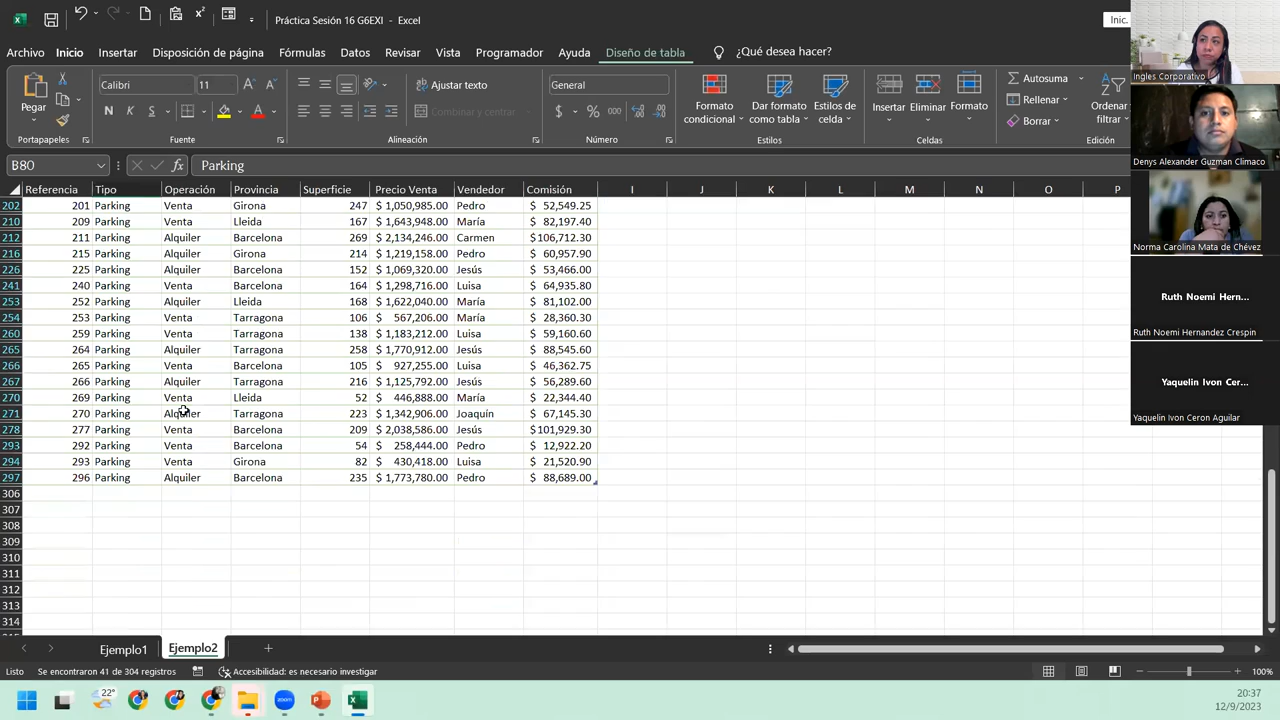 Práctica Sesión 16 G6EXI - Excel
Inic.
Archivo Inicio Insertar Disposición de página Fórmulas Datos Revisar Programador Ayuda Diseño de tabla ¿Qué desea hacer?
Pegar
Calibri 11
N K S
Ajustar texto
Combinar y centrar
General
$ % 000
Formato condicional
Dar formato como tabla
Estilos de celda
Insertar Eliminar Formato
Autosuma
Rellenar
Borrar
Ordenar filtrar
Portapapeles Fuente Alineación Número Estilos Celdas Edición
B80 fx Parking
Referencia Tipo Operación Provincia Superficie Precio Venta Vendedor Comisión I J K L M N O P
202 201 Parking Venta Girona 247 $ 1,050,985.00 Pedro $ 52,549.25
210 209 Parking Venta Lleida 167 $ 1,643,948.00 María $ 82,197.40
212 211 Parking Alquiler Barcelona 269 $ 2,134,246.00 Carmen $ 106,712.30
216 215 Parking Alquiler Girona 214 $ 1,219,158.00 Pedro $ 60,957.90
226 225 Parking Alquiler Barcelona 152 $ 1,069,320.00 Jesús $ 53,466.00
241 240 Parking Venta Barcelona 164 $ 1,298,716.00 Luisa $ 64,935.80
253 252 Parking Alquiler Lleida 168 $ 1,622,040.00 María $ 81,102.00
254 253 Parking Venta Tarragona 106 $ 567,206.00 María $ 28,360.30
260 259 Parking Venta Tarragona 138 $ 1,183,212.00 Luisa $ 59,160.60
265 264 Parking Alquiler Tarragona 258 $ 1,770,912.00 Jesús $ 88,545.60
266 265 Parking Venta Barcelona 105 $ 927,255.00 Luisa $ 46,362.75
267 266 Parking Alquiler Tarragona 216 $ 1,125,792.00 Jesús $ 56,289.60
270 269 Parking Venta Lleida 52 $ 446,888.00 María $ 22,344.40
271 270 Parking Alquiler Tarragona 223 $ 1,342,906.00 Joaquín $ 67,145.30
278 277 Parking Venta Barcelona 209 $ 2,038,586.00 Jesús $ 101,929.30
293 292 Parking Venta Barcelona 54 $ 258,444.00 Pedro $ 12,922.20
294 293 Parking Venta Girona 82 $ 430,418.00 Luisa $ 21,520.90
297 296 Parking Alquiler Barcelona 235 $ 1,773,780.00 Pedro $ 88,689.00
306
307
308
309
310
311
312
313
314
Ingles Corporativo
Denys Alexander Guzman Climaco
Norma Carolina Mata de Chévez
Ruth Noemi Hern...
Ruth Noemi Hernandez Crespin
Yaquelin Ivon Cer...
Yaquelin Ivon Ceron Aguilar
Ejemplo1 Ejemplo2
Listo Se encontraron 41 de 304 registros Accesibilidad: es necesario investigar 100%
22°
zoom
20:37
12/9/2023